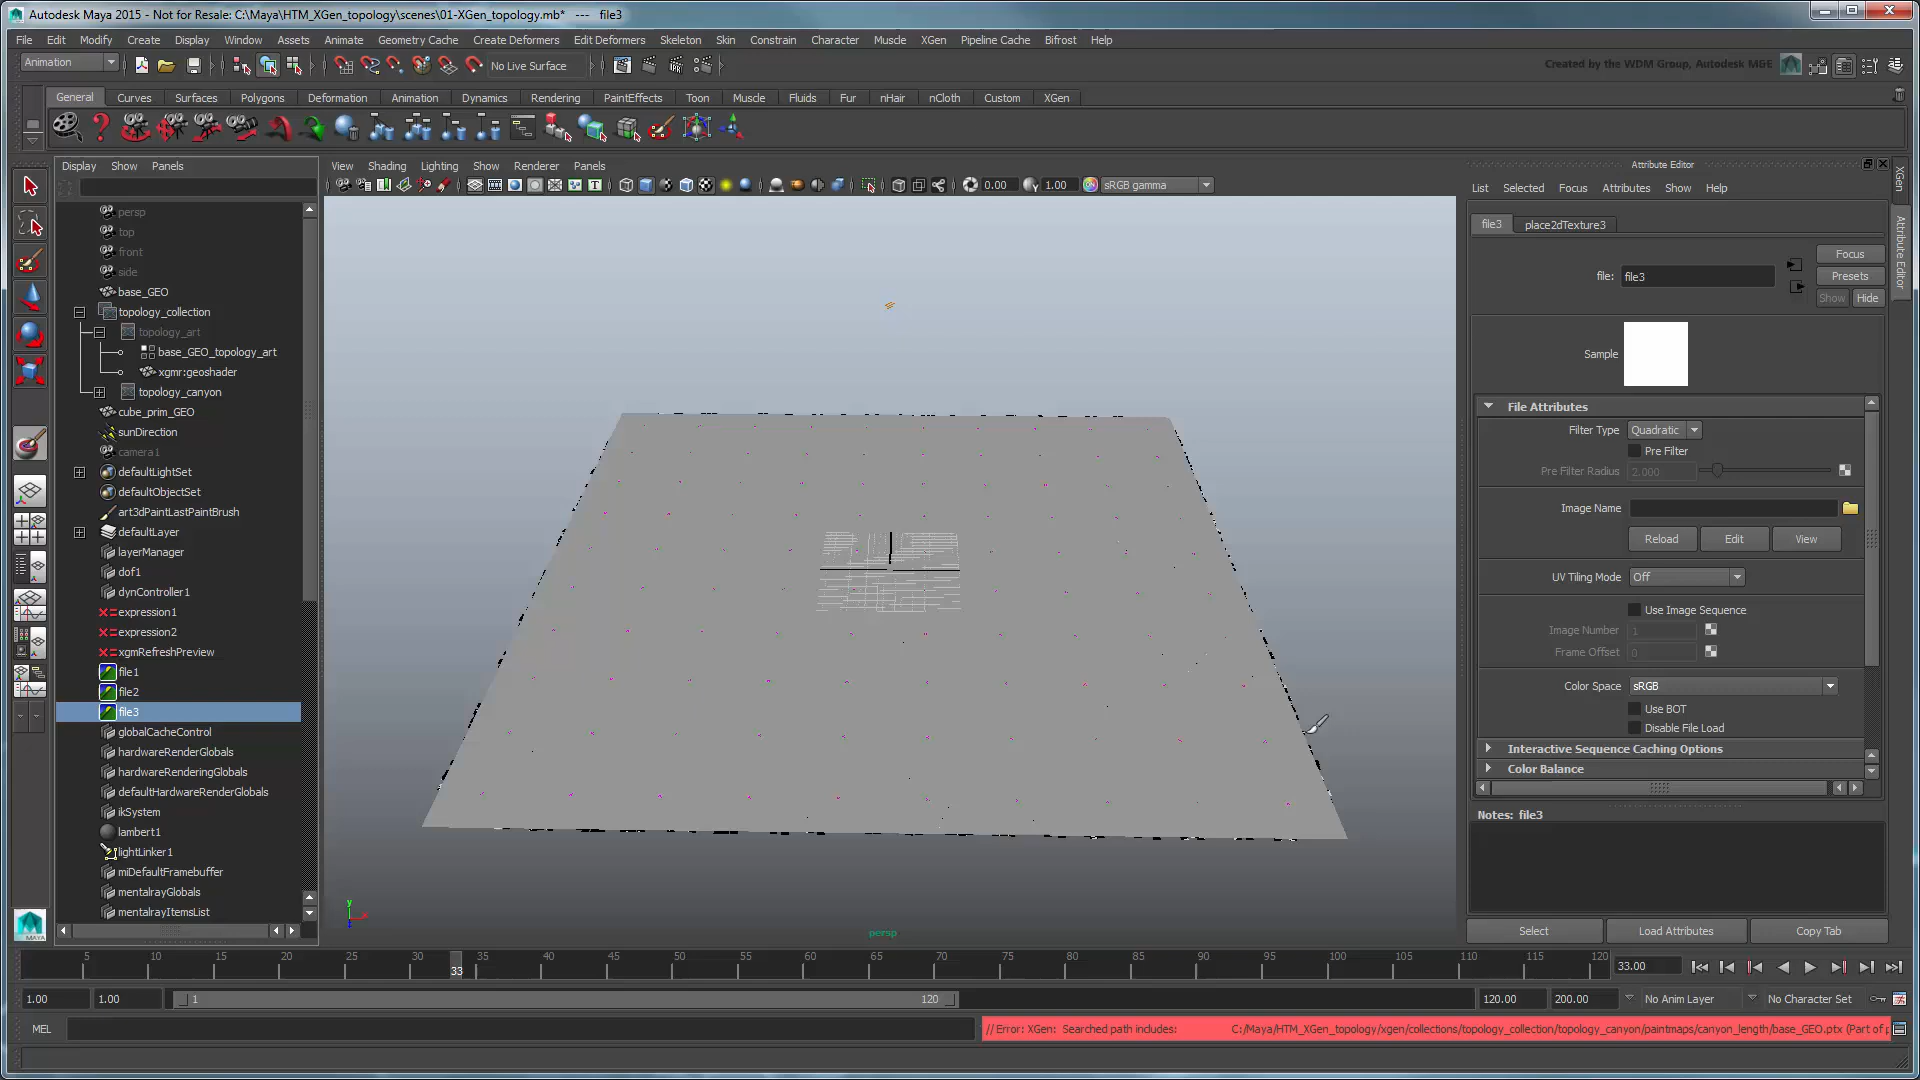 Autodesk Maya 2015 - Not for Resale: C:\Maya\HTM_XGen_topology\scenes\01-XGen_topology.mb* --- file3
File Edit Modify Create Display Window Assets Animate Geometry Cache Create Deformers Edit Deformers Skeleton Skin Constrain Character Muscle XGen Pipeline Cache Bifrost Help
Animation
No Live Surface
Created by the WDM Group, Autodesk M&E
General Curves Surfaces Polygons Deformation Animation Dynamics Rendering PaintEffects Toon Muscle Fluids Fur nHair nCloth Custom XGen
Display Show Panels
View Shading Lighting Show Renderer Panels
0.00 1.00 sRGB gamma
persp
top
front
side
base_GEO
topology_collection
topology_art
base_GEO_topology_art
xgmr:geoshader
topology_canyon
cube_prim_GEO
sunDirection
camera1
defaultLightSet
defaultObjectSet
art3dPaintLastPaintBrush
defaultLayer
layerManager
dof1
dynController1
expression1
expression2
xgmRefreshPreview
file1
file2
file3
globalCacheControl
hardwareRenderGlobals
hardwareRenderingGlobals
defaultHardwareRenderGlobals
ikSystem
lambert1
lightLinker1
miDefaultFramebuffer
mentalrayGlobals
mentalrayItemsList
MAYA
y
persp
Attribute Editor
List Selected Focus Attributes Show Help
file3 place2dTexture3
file: file3
Focus
Presets
Show Hide
Sample
File Attributes
Filter Type Quadratic
Pre Filter
Pre Filter Radius 2.000
Image Name
Reload Edit View
UV Tiling Mode Off
Use Image Sequence
Image Number 1
Frame Offset 0
Color Space sRGB
Use BOT
Disable File Load
Interactive Sequence Caching Options
Color Balance
Notes: file3
Select Load Attributes Copy Tab
XGen
Attribute Editor
5 10 15 20 25 30 35 40 45 50 55 60 65 70 75 80 85 90 95 100 105 110 115 120
33
33.00
1.00 1.00 1 120 120.00 200.00 No Anim Layer No Character Set
MEL
// Error: XGen: Searched path includes: C:/Maya/HTM_XGen_topology/xgen/collections/topology_collection/topology_canyon/paintmaps/canyon_length/base_GEO.ptx (Part of